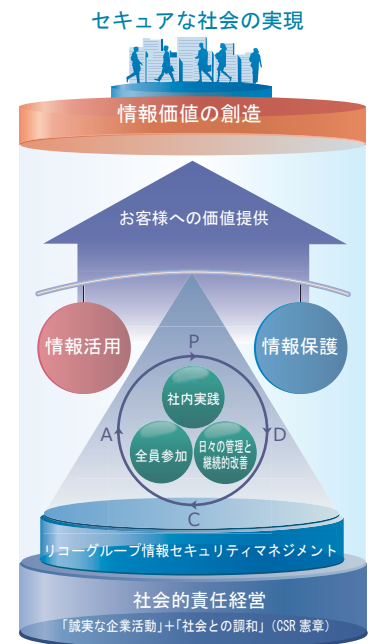 セキュアな社会の実現
情報価値の創造
お客様への価値提供
情報活用
情報保護
P
社内実践
A
全員参加
日々の管理と
継続的改善
D
C
リコーグループ情報セキュリティマネジメント
社会的責任経営
「誠実な企業活動」+「社会との調和」(CSR 憲章)